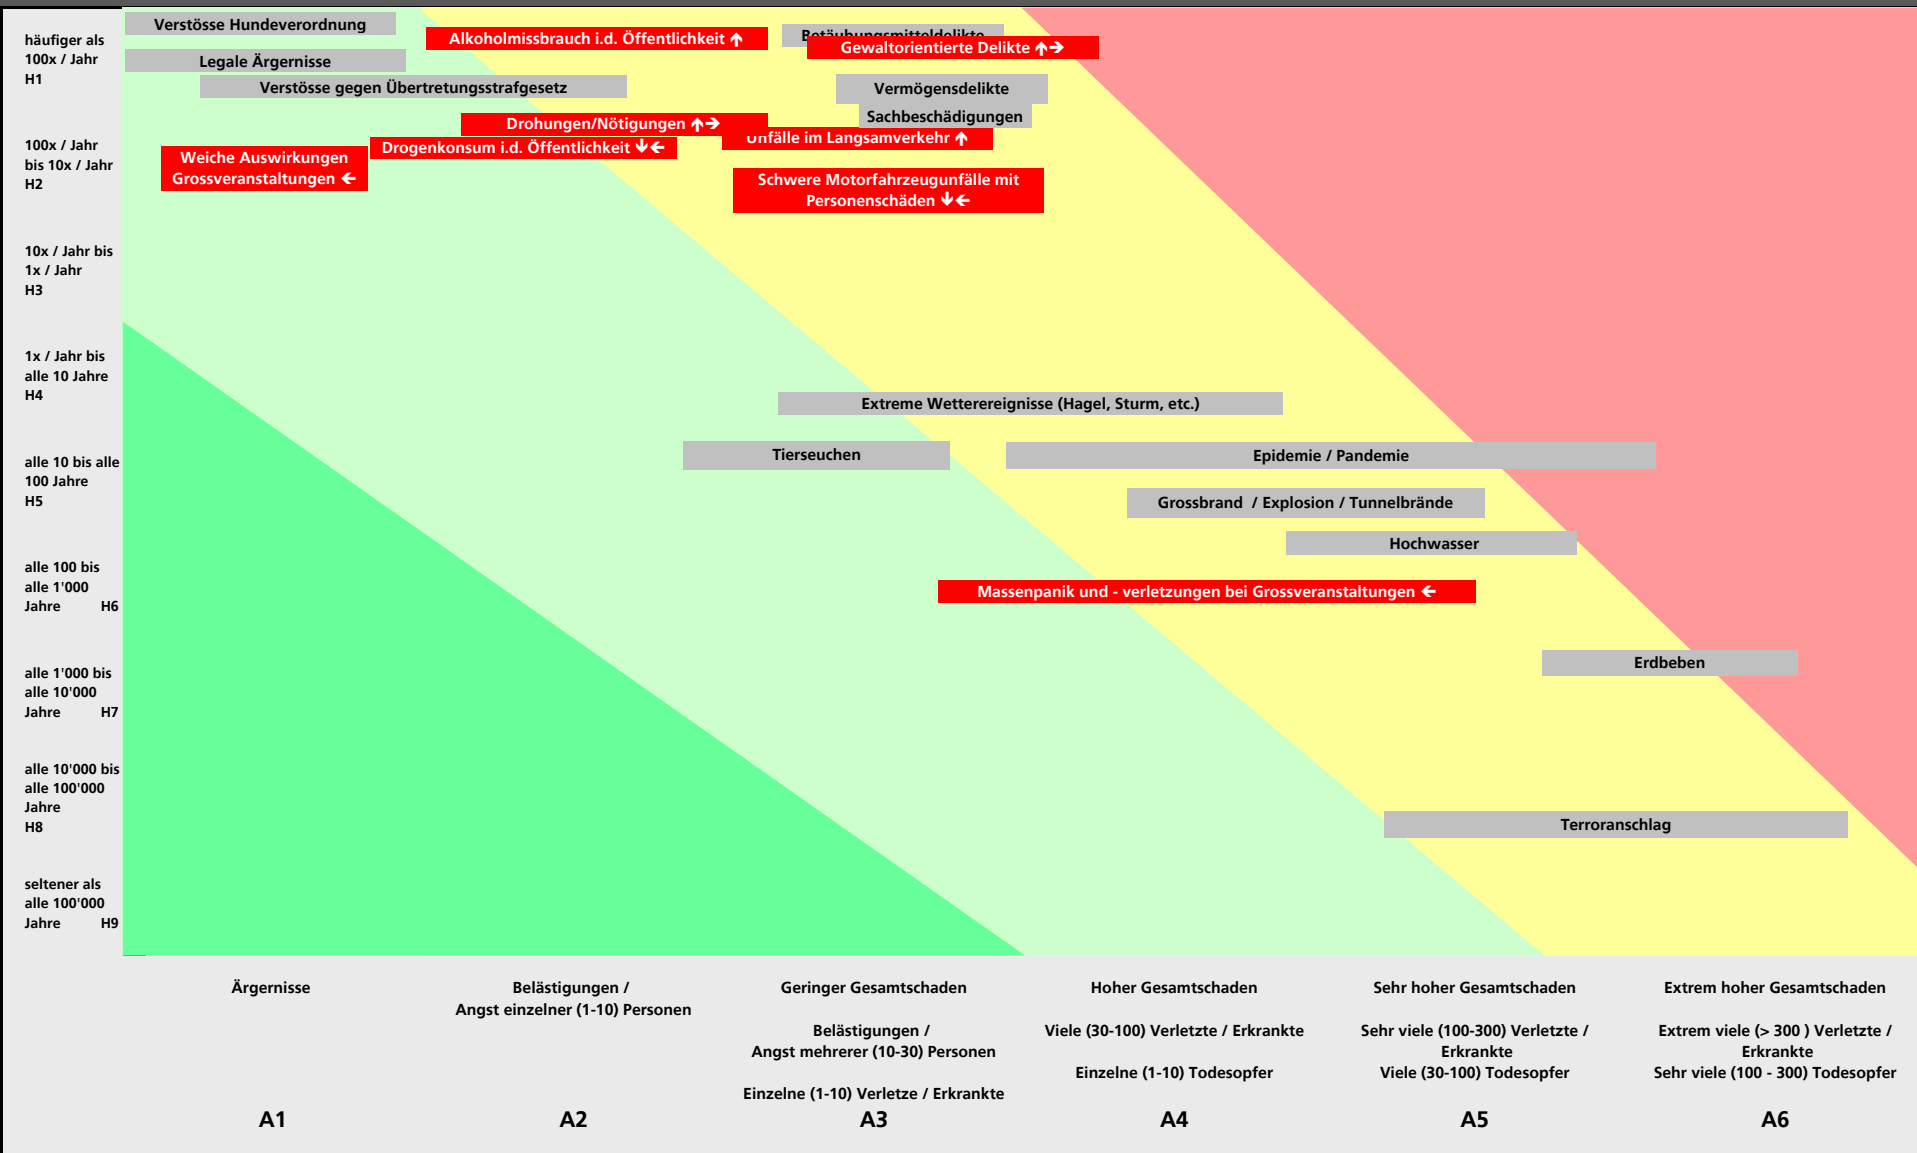 häufiger als
100x / Jahr
H1
100x / Jahr
bis 10x / Jahr
H2
10x / Jahr bis
1x / Jahr
H3
1x / Jahr bis
alle 10 Jahre
H4
alle 10 bis alle
100 Jahre
H5
alle 100 bis
alle 1'000
Jahre H6
alle 1'000 bis
alle 10'000
Jahre H7
alle 10'000 bis
alle 100'000
Jahre
H8
seltener als
alle 100'000
Jahre H9
Verstösse Hundeverordnung
Alkoholmissbrauch i.d. Öffentlichkeit ↑
Betäubungsmitteldelikte
Gewaltorientierte Delikte ↑→
Legale Ärgernisse
Verstösse gegen Übertretungsstrafgesetz
Vermögensdelikte
Sachbeschädigungen
Drohungen/Nötigungen ↑→
Unfälle im Langsamverkehr ↑
Drogenkonsum i.d. Öffentlichkeit ↓←
Weiche Auswirkungen
Grossveranstaltungen ←
Schwere Motorfahrzeugunfälle mit
Personenschäden ↓←
Extreme Wetterereignisse (Hagel, Sturm, etc.)
Tierseuchen
Epidemie / Pandemie
Grossbrand / Explosion / Tunnelbrände
Hochwasser
Massenpanik und - verletzungen bei Grossveranstaltungen ←
Erdbeben
Terroranschlag
Ärgernisse
A1
Belästigungen /
Angst einzelner (1-10) Personen
A2
Geringer Gesamtschaden
Belästigungen /
Angst mehrerer (10-30) Personen
Einzelne (1-10) Verletze / Erkrankte
A3
Hoher Gesamtschaden
Viele (30-100) Verletzte / Erkrankte
Einzelne (1-10) Todesopfer
A4
Sehr hoher Gesamtschaden
Sehr viele (100-300) Verletzte /
Erkrankte
Viele (30-100) Todesopfer
A5
Extrem hoher Gesamtschaden
Extrem viele (> 300 ) Verletzte /
Erkrankte
Sehr viele (100 - 300) Todesopfer
A6